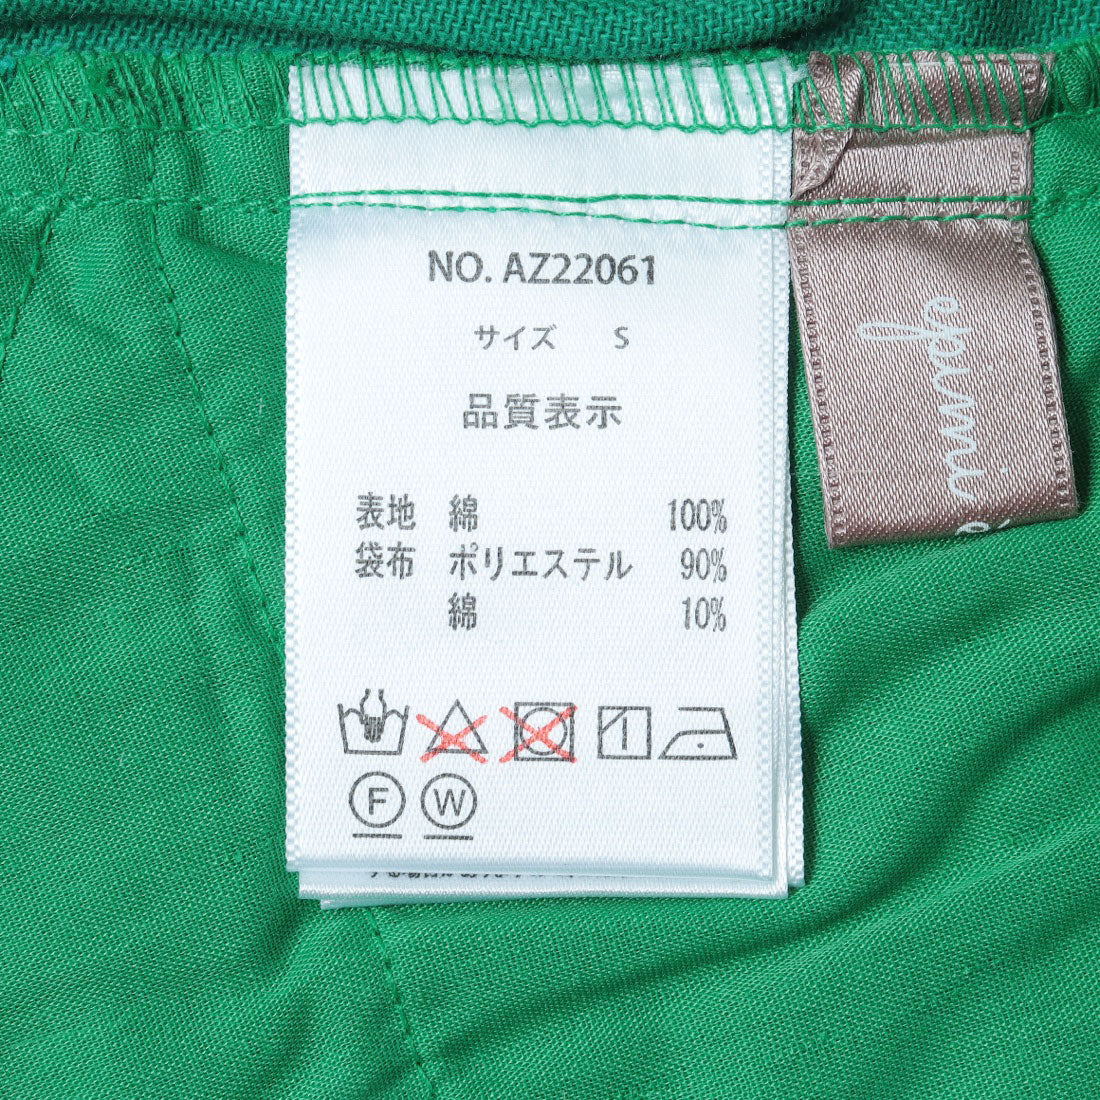 NO. AZ22061
サイズ S
品質表示
表地 綿 100%
袋布 ポリエステル 90%
綿 10%
F W
epimi